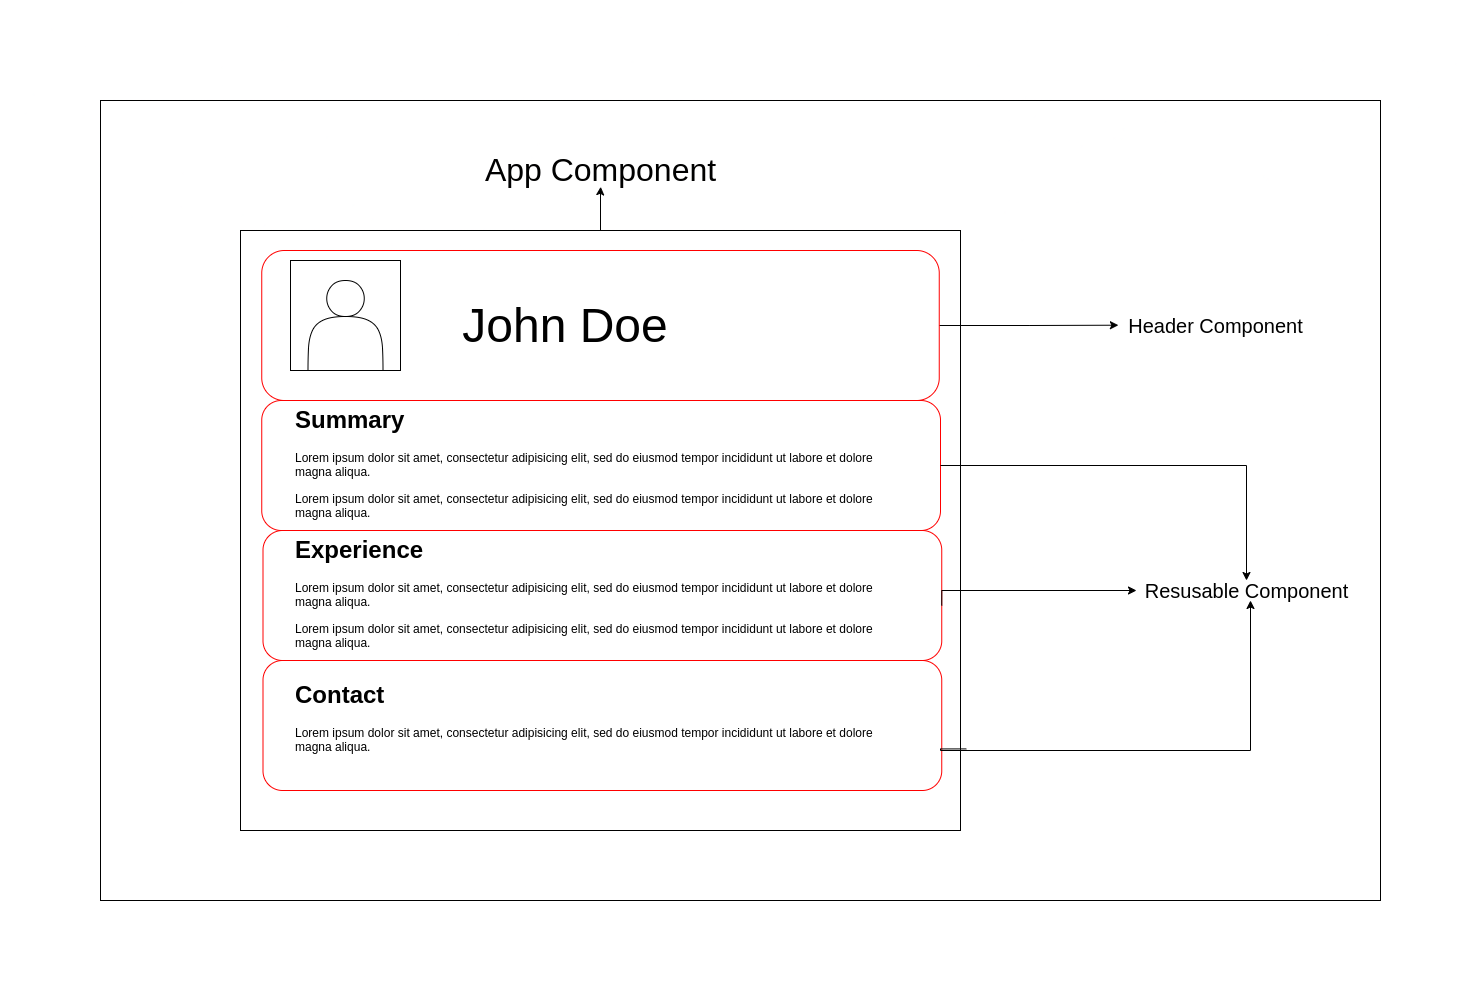 App Component
John Doe
Header Component
Summary
Lorem ipsum dolor sit amet, consectetur adipisicing elit, sed do eiusmod tempor incididunt ut labore et dolore
magna aliqua.
Lorem ipsum dolor sit amet, consectetur adipisicing elit, sed do eiusmod tempor incididunt ut labore et dolore
magna aliqua.
Experience
Lorem ipsum dolor sit amet, consectetur adipisicing elit, sed do eiusmod tempor incididunt ut labore et dolore
magna aliqua.
Lorem ipsum dolor sit amet, consectetur adipisicing elit, sed do eiusmod tempor incididunt ut labore et dolore
magna aliqua.
Resusable Component
Contact
Lorem ipsum dolor sit amet, consectetur adipisicing elit, sed do eiusmod tempor incididunt ut labore et dolore
magna aliqua.